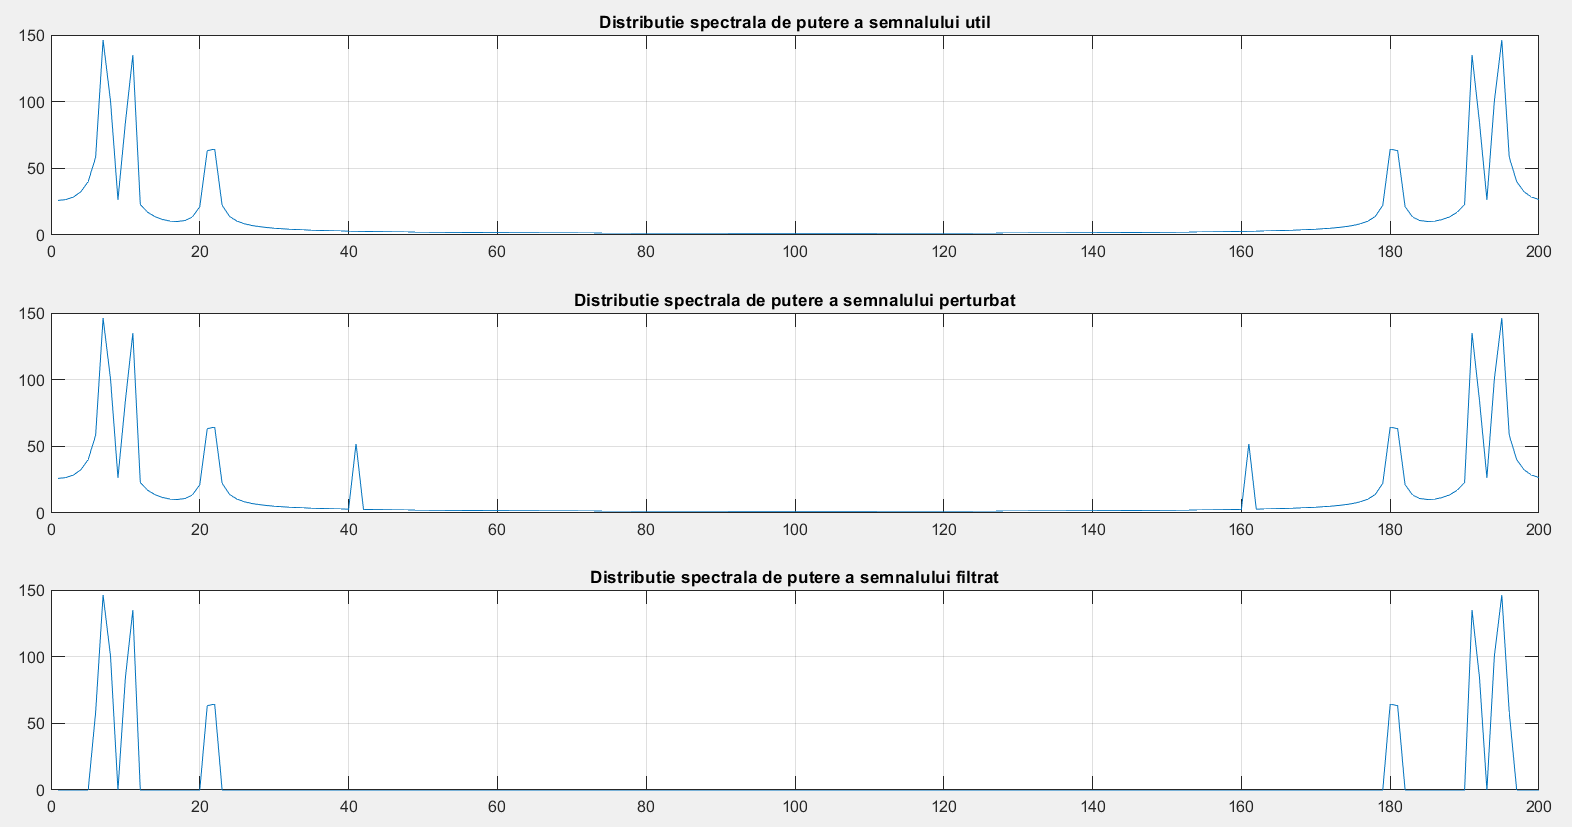 Distributie spectrala de putere a semnalului util
150
100
50
0
0 20 40 60 80 100 120 140 160 180 200
Distributie spectrala de putere a semnalului perturbat
150
100
50
0
0 20 40 60 80 100 120 140 160 180 200
Distributie spectrala de putere a semnalului filtrat
150
100
50
0
0 20 40 60 80 100 120 140 160 180 200